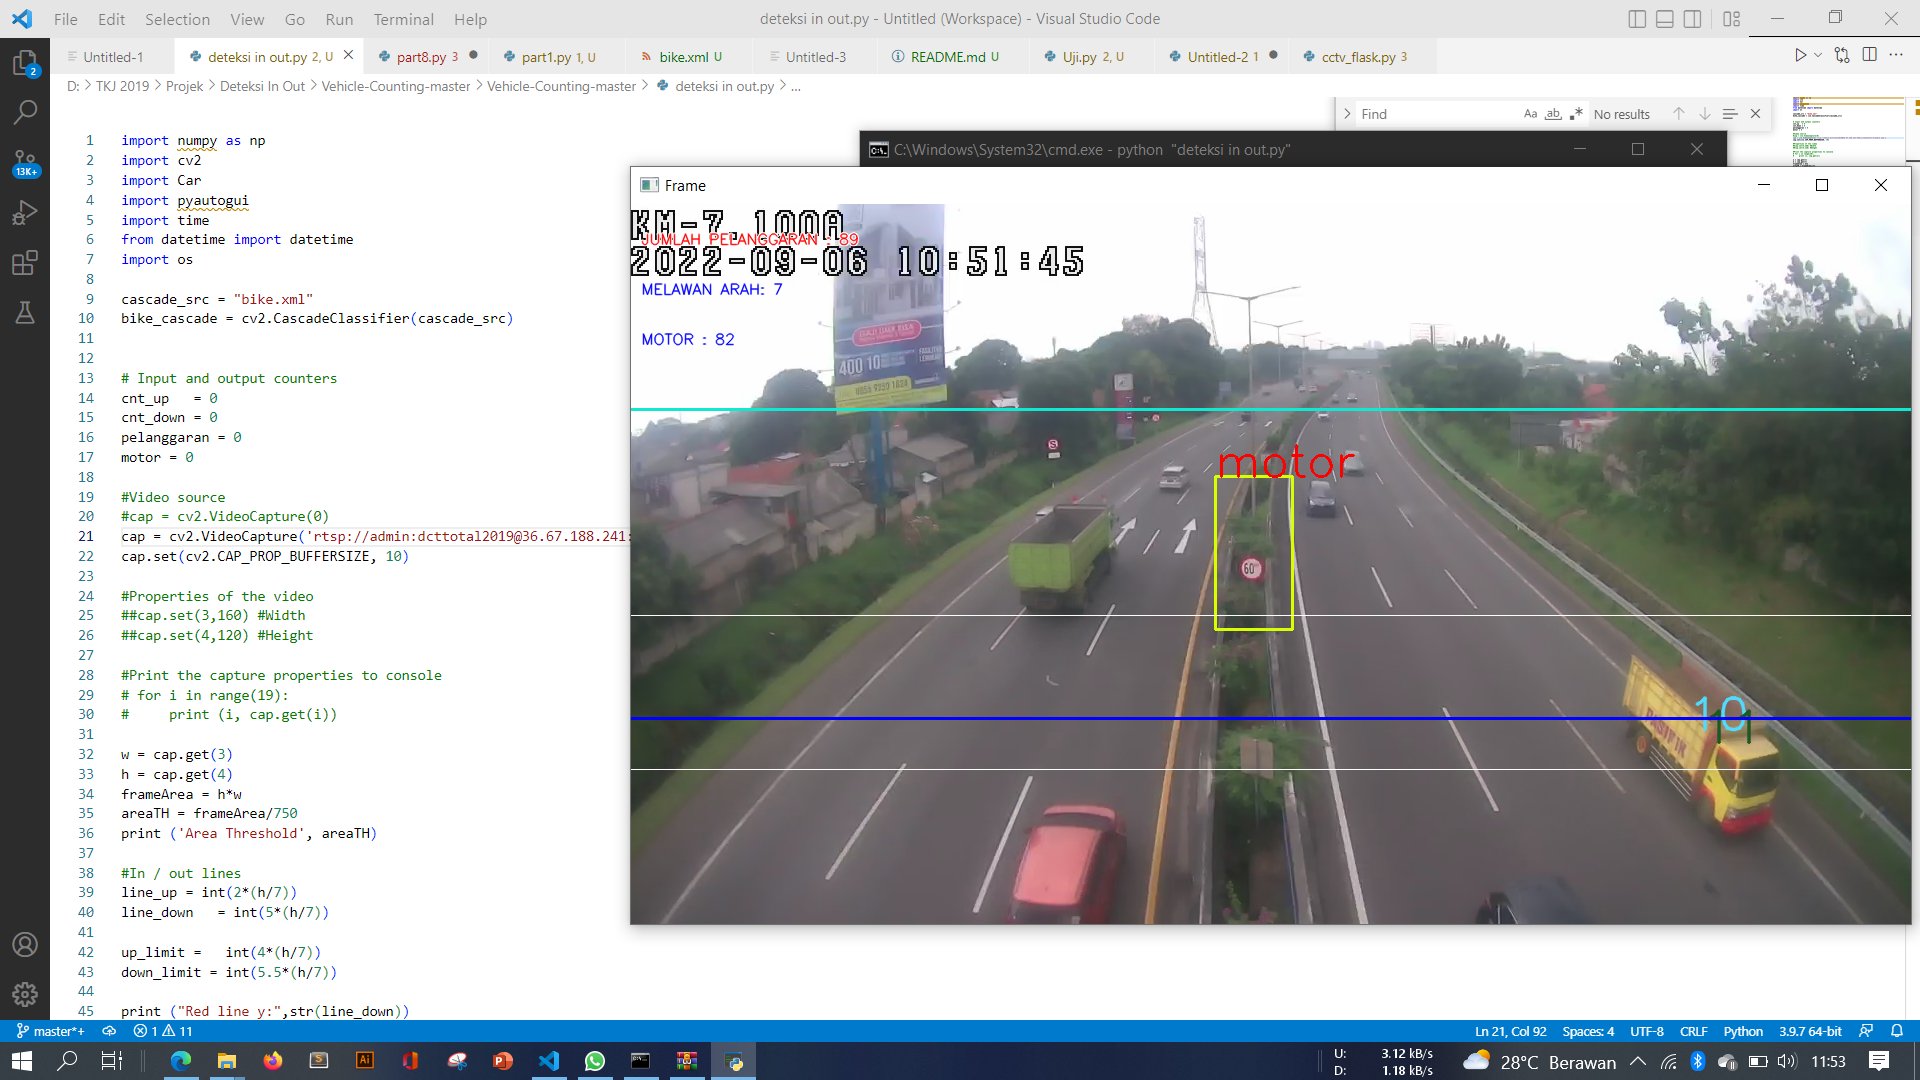 File Edit Selection View Go Run Terminal Help
deteksi in out.py - Untitled (Workspace) - Visual Studio Code
Untitled-1 deteksi in out.py 2, U part8.py 3 part1.py 1, U bike.xml U Untitled-3 README.md U Uji.py 2, U Untitled-2 1 cctv_flask.py 3
D: > TKJ 2019 > Projek > Deteksi In Out > Vehicle-Counting-master > Vehicle-Counting-master > deteksi in out.py > ...
Find Aa ab, .* No results
C:\Windows\System32\cmd.exe - python "deteksi in out.py"
Frame
2
13K+
1 import numpy as np
2 import cv2
3 import Car
4 import pyautogui
5 import time
6 from datetime import datetime
7 import os
8
9 cascade_src = "bike.xml"
10 bike_cascade = cv2.CascadeClassifier(cascade_src)
11
12
13 # Input and output counters
14 cnt_up   = 0
15 cnt_down = 0
16 pelanggaran = 0
17 motor = 0
18
19 #Video source
20 #cap = cv2.VideoCapture(0)
21 cap = cv2.VideoCapture('rtsp://admin:dcttotal2019@36.67.188.241:
22 cap.set(cv2.CAP_PROP_BUFFERSIZE, 10)
23
24 #Properties of the video
25 ##cap.set(3,160) #Width
26 ##cap.set(4,120) #Height
27
28 #Print the capture properties to console
29 # for i in range(19):
30 #     print (i, cap.get(i))
31
32 w = cap.get(3)
33 h = cap.get(4)
34 frameArea = h*w
35 areaTH = frameArea/750
36 print ('Area Threshold', areaTH)
37
38 #In / out lines
39 line_up = int(2*(h/7))
40 line_down   = int(5*(h/7))
41
42 up_limit =   int(4*(h/7))
43 down_limit = int(5.5*(h/7))
44
45 print ("Red line y:",str(line_down))
KM-7.100A
JUMLAH PELANGGARAN : 89
2022-09-06 10:51:45
MELAWAN ARAH: 7
MOTOR : 82
400 10
motor
S
60
10
11
master*+ 1 11
Ln 21, Col 92 Spaces: 4 UTF-8 CRLF Python 3.9.7 64-bit
U: 3.12 kB/s
D: 1.18 kB/s
28°C Berawan 11:53